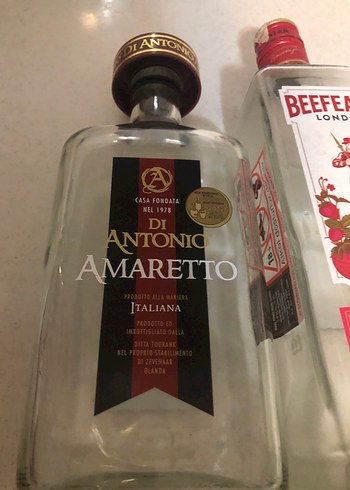 DI ANTONIO
A
CASA FONDATA
NEL 1978
DI
ANTONIO
AMARETTO
PRODOTTO ALLA MANIERA
ITALIANA
PRODOTTO ED
IMBOTTIGLIATO DALLA
DITTA TOORANK
NEL PROPRIO STABILIMENTO
DI ZEVENAAR
OLANDA
BEEFEA
LOND